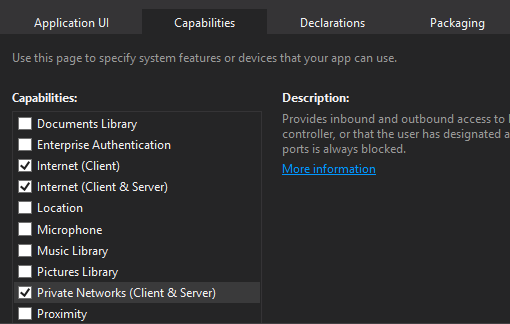 Application UI
Capabilities
Declarations
Packaging
Use this page to specify system features or devices that your app can use.
Capabilities:
Documents Library
Enterprise Authentication
Internet (Client)
Internet (Client & Server)
Location
Microphone
Music Library
Pictures Library
Private Networks (Client & Server)
Proximity
Description:
Provides inbound and outbound access to
controller, or that the user has designated a
ports is always blocked.
More information